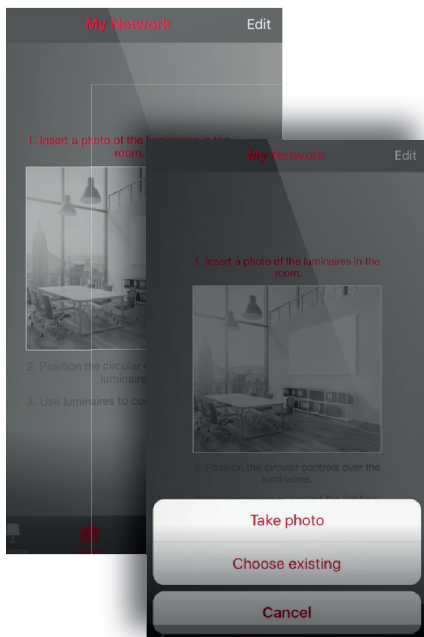 My Network Edit
1. Insert a photo of the luminaires in the
room.
2. Position the circular
luminaire
3. Use luminaires to co
My Network Edit
1. Insert a photo of the luminaires in the
room.
2. Position the circular controls over the
luminaires.
Take photo
Choose existing
Cancel